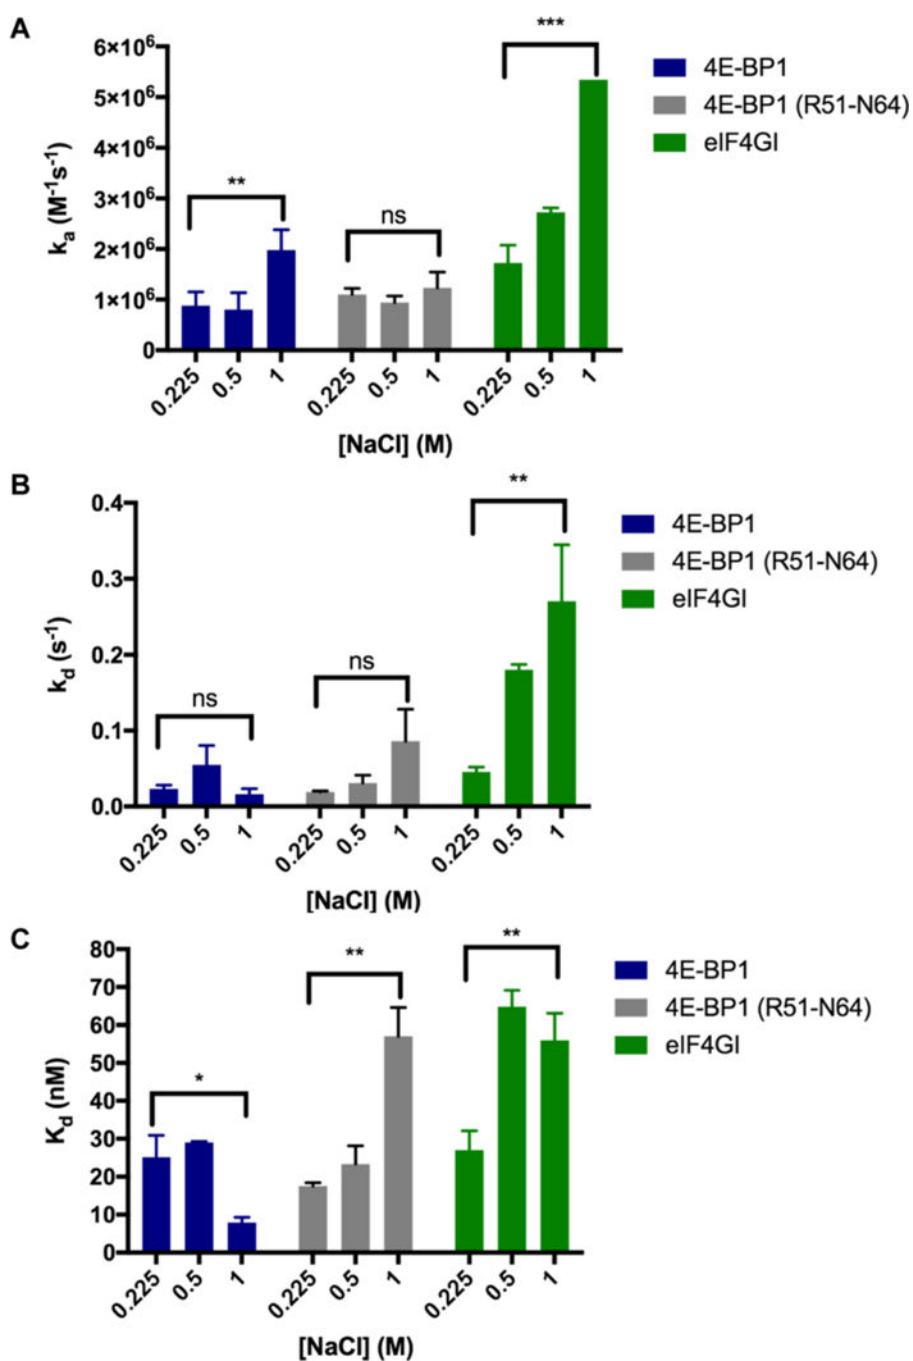 A
6×10⁶
5×10⁶
4×10⁶
3×10⁶
2×10⁶
1×10⁶
0
kₐ (M⁻¹s⁻¹)
**
ns
***
0.225 0.5 1 0.225 0.5 1 0.225 0.5 1
[NaCl] (M)
4E-BP1
4E-BP1 (R51-N64)
eIF4GI
B
0.4
0.3
0.2
0.1
0.0
k_d (s⁻¹)
ns
ns
**
0.225 0.5 1 0.225 0.5 1 0.225 0.5 1
[NaCl] (M)
4E-BP1
4E-BP1 (R51-N64)
eIF4GI
C
80
70
60
50
40
30
20
10
0
K_d (nM)
*
**
**
0.225 0.5 1 0.225 0.5 1 0.225 0.5 1
[NaCl] (M)
4E-BP1
4E-BP1 (R51-N64)
eIF4GI